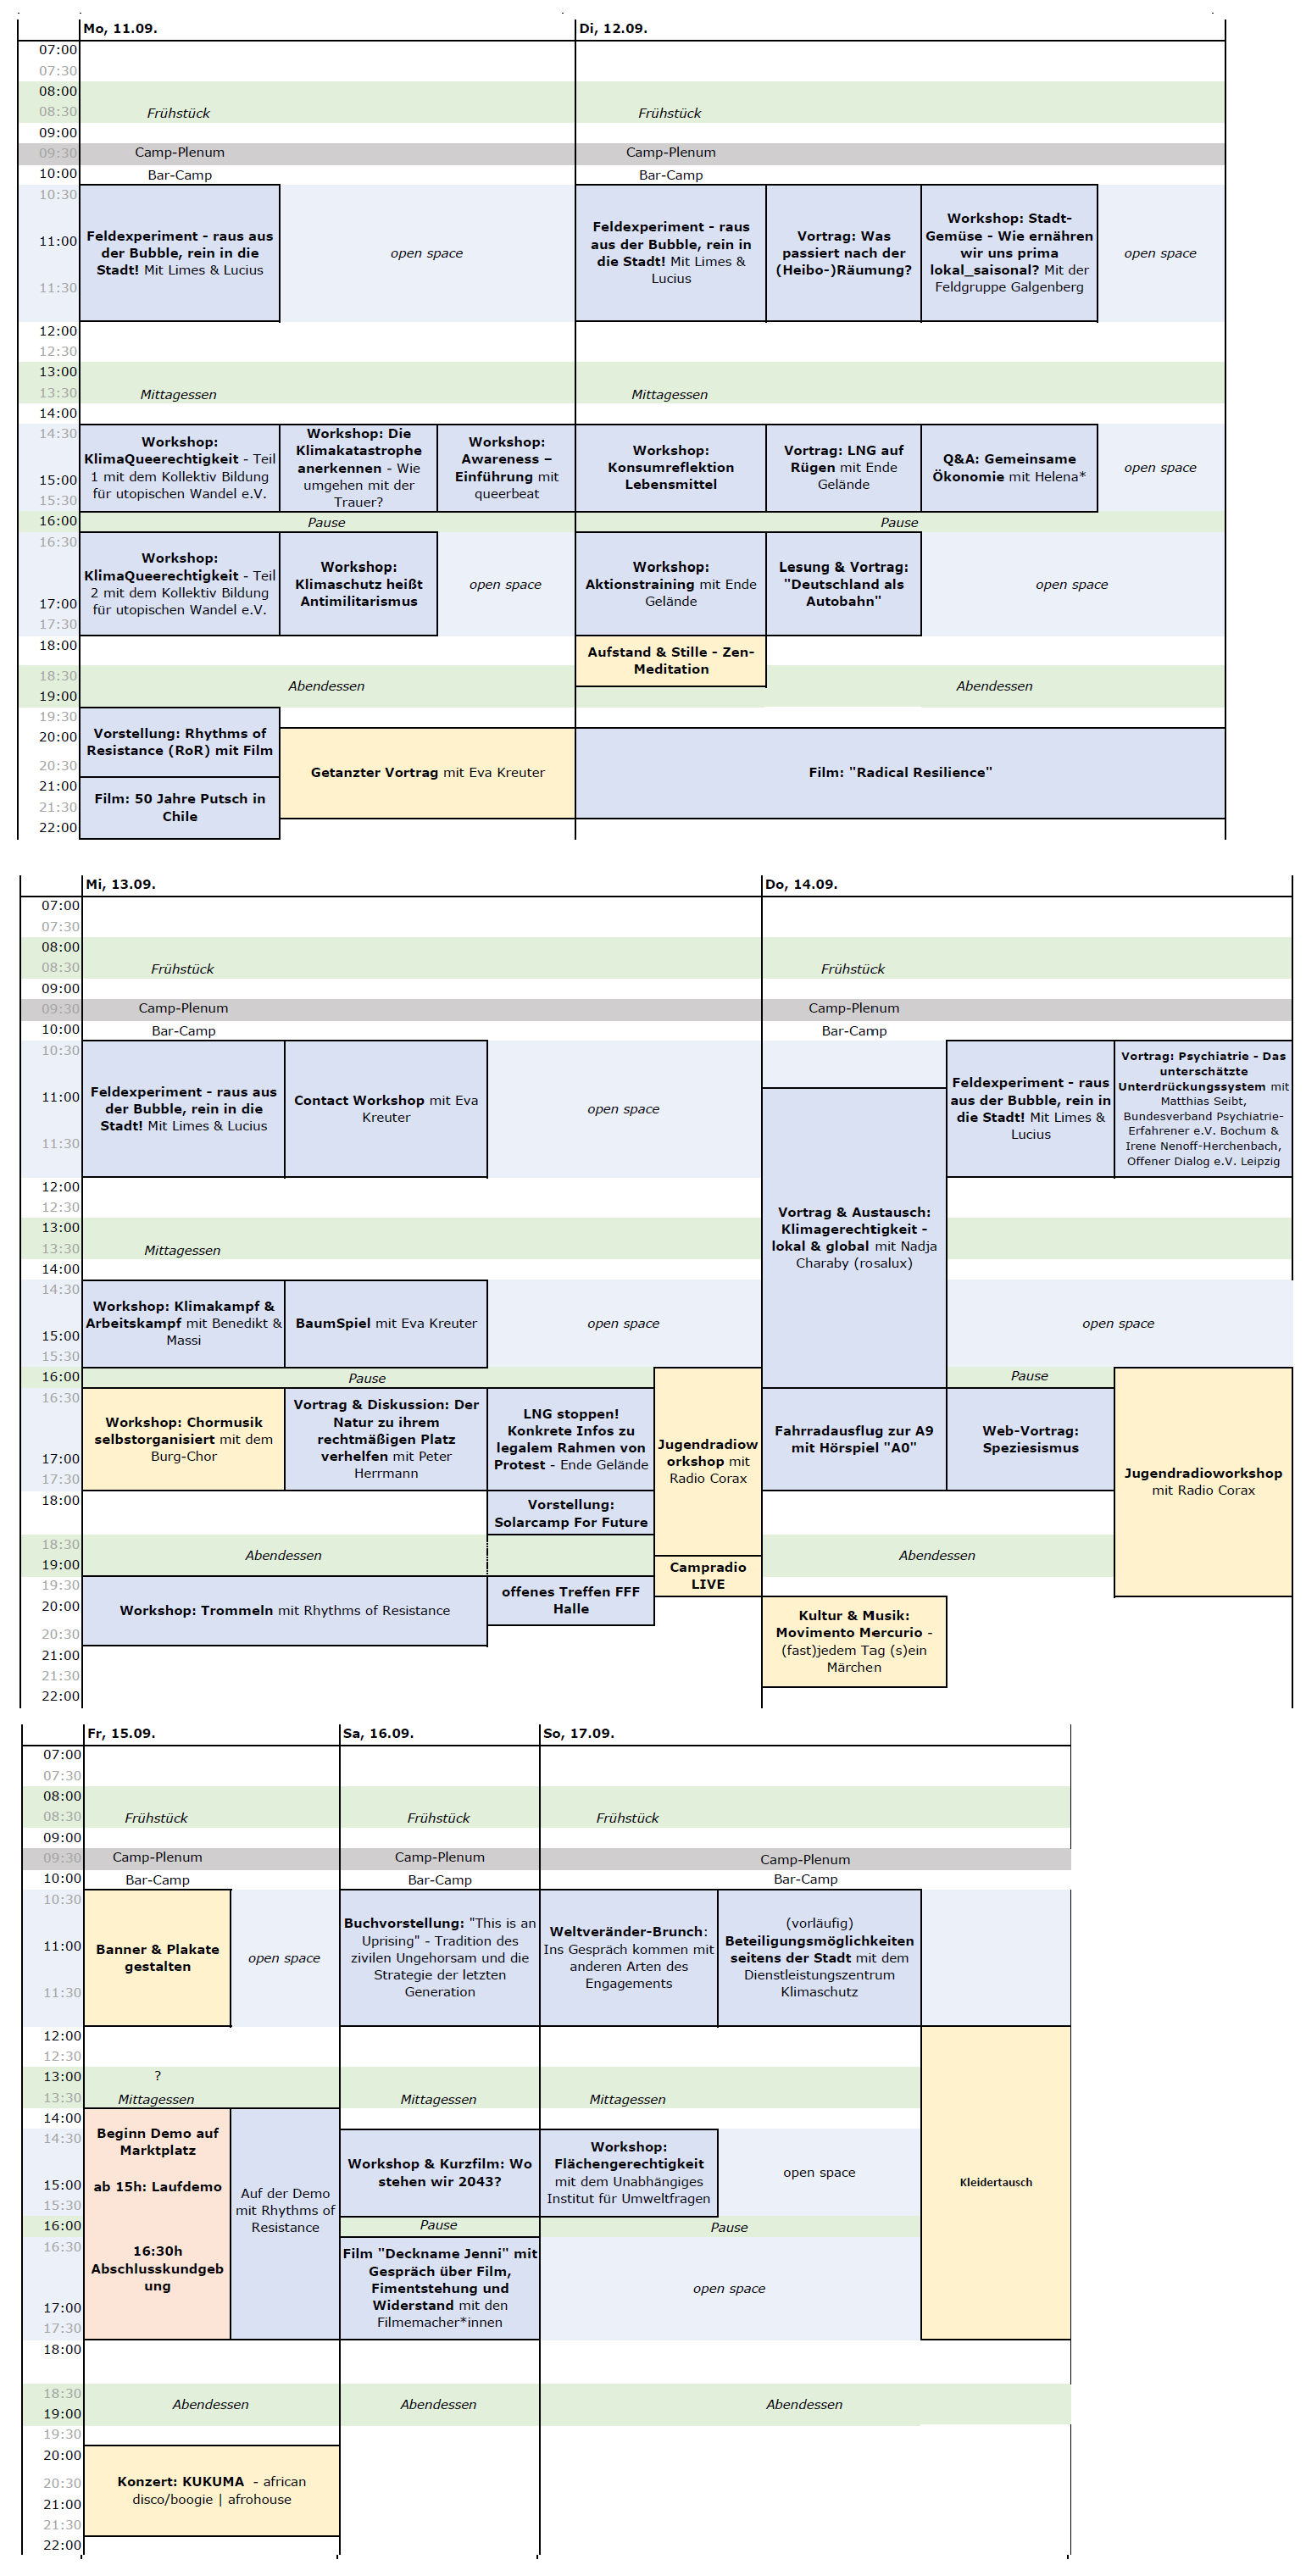 Mo, 11.09.
Di, 12.09.
07:00
07:30
08:00
08:30
Frühstück
Frühstück
09:00
09:30
Camp-Plenum
Camp-Plenum
10:00
Bar-Camp
Bar-Camp
10:30
11:00
11:30
Feldexperiment - raus aus
der Bubble, rein in die
Stadt! Mit Limes & Lucius
open space
Feldexperiment - raus
aus der Bubble, rein in
die Stadt! Mit Limes &
Lucius
Vortrag: Was
passiert nach der
(Heibo-)Räumung?
Workshop: Stadt-
Gemüse - Wie ernähren
wir uns prima
lokal_saisonal? Mit der
Feldgruppe Galgenberg
open space
12:00
12:30
13:00
13:30
Mittagessen
Mittagessen
14:00
14:30
15:00
15:30
Workshop:
KlimaQueerechtigkeit - Teil
1 mit dem Kollektiv Bildung
für utopischen Wandel e.V.
Workshop: Die
Klimakatastrophe
anerkennen - Wie
umgehen mit der
Trauer?
Workshop:
Awareness –
Einführung mit
queerbeat
Workshop:
Konsumreflektion
Lebensmittel
Vortrag: LNG auf
Rügen mit Ende
Gelände
Q&A: Gemeinsame
Ökonomie mit Helena*
open space
16:00
Pause
Pause
16:30
17:00
17:30
Workshop:
KlimaQueerechtigkeit - Teil
2 mit dem Kollektiv Bildung
für utopischen Wandel e.V.
Workshop:
Klimaschutz heißt
Antimilitarismus
open space
Workshop:
Aktionstraining mit Ende
Gelände
Lesung & Vortrag:
"Deutschland als
Autobahn"
open space
18:00
Aufstand & Stille - Zen-
Meditation
18:30
19:00
Abendessen
Abendessen
19:30
20:00
20:30
21:00
21:30
22:00
Vorstellung: Rhythms of
Resistance (RoR) mit Film
Film: 50 Jahre Putsch in
Chile
Getanzter Vortrag mit Eva Kreuter
Film: "Radical Resilience"
Mi, 13.09.
Do, 14.09.
07:00
07:30
08:00
08:30
Frühstück
Frühstück
09:00
09:30
Camp-Plenum
Camp-Plenum
10:00
Bar-Camp
Bar-Camp
10:30
11:00
11:30
Feldexperiment - raus aus
der Bubble, rein in die
Stadt! Mit Limes & Lucius
Contact Workshop mit Eva
Kreuter
open space
Vortrag & Austausch:
Klimagerechtigkeit -
lokal & global mit Nadja
Charaby (rosalux)
Feldexperiment - raus
aus der Bubble, rein in
die Stadt! Mit Limes &
Lucius
Vortrag: Psychiatrie - Das
unterschätzte
Unterdrückungssystem mit
Matthias Seibt,
Bundesverband Psychiatrie-
Erfahrener e.V. Bochum &
Irene Nenoff-Herchenbach,
Offener Dialog e.V. Leipzig
12:00
12:30
13:00
13:30
Mittagessen
14:00
14:30
15:00
15:30
Workshop: Klimakampf &
Arbeitskampf mit Benedikt &
Massi
BaumSpiel mit Eva Kreuter
open space
open space
16:00
Pause
Pause
16:30
17:00
17:30
Workshop: Chormusik
selbstorganisiert mit dem
Burg-Chor
Vortrag & Diskussion: Der
Natur zu ihrem
rechtmäßigen Platz
verhelfen mit Peter
Herrmann
LNG stoppen!
Konkrete Infos zu
legalem Rahmen von
Protest - Ende Gelände
Jugendradiow
orkshop mit
Radio Corax
Fahrradausflug zur A9
mit Hörspiel "A0"
Web-Vortrag:
Speziesismus
Jugendradioworkshop
mit Radio Corax
18:00
Vorstellung:
Solarcamp For Future
18:30
19:00
Abendessen
Campradio
LIVE
Abendessen
19:30
20:00
20:30
21:00
21:30
22:00
Workshop: Trommeln mit Rhythms of Resistance
offenes Treffen FFF
Halle
Kultur & Musik:
Movimento Mercurio -
(fast)jedem Tag (s)ein
Märchen
Fr, 15.09.
Sa, 16.09.
So, 17.09.
07:00
07:30
08:00
08:30
Frühstück
Frühstück
Frühstück
09:00
09:30
Camp-Plenum
Camp-Plenum
Camp-Plenum
10:00
Bar-Camp
Bar-Camp
Bar-Camp
10:30
11:00
11:30
Banner & Plakate
gestalten
open space
Buchvorstellung: "This is an
Uprising" - Tradition des
zivilen Ungehorsam und die
Strategie der letzten
Generation
Weltveränder-Brunch:
Ins Gespräch kommen mit
anderen Arten des
Engagements
(vorläufig)
Beteiligungsmöglichkeiten
seitens der Stadt mit dem
Dienstleistungszentrum
Klimaschutz
12:00
12:30
13:00
?
13:30
Mittagessen
Mittagessen
Mittagessen
14:00
14:30
15:00
15:30
Beginn Demo auf
Marktplatz
ab 15h: Laufdemo
16:30h
Abschlusskundgeb
ung
Auf der Demo
mit Rhythms of
Resistance
Workshop & Kurzfilm: Wo
stehen wir 2043?
Workshop:
Flächengerechtigkeit
mit dem Unabhängiges
Institut für Umweltfragen
open space
Kleidertausch
16:00
Pause
Pause
16:30
17:00
17:30
Film "Deckname Jenni" mit
Gespräch über Film,
Fimentstehung und
Widerstand mit den
Filmemacher*innen
open space
18:00
18:30
19:00
Abendessen
Abendessen
Abendessen
19:30
20:00
20:30
21:00
21:30
22:00
Konzert: KUKUMA - african
disco/boogie | afrohouse